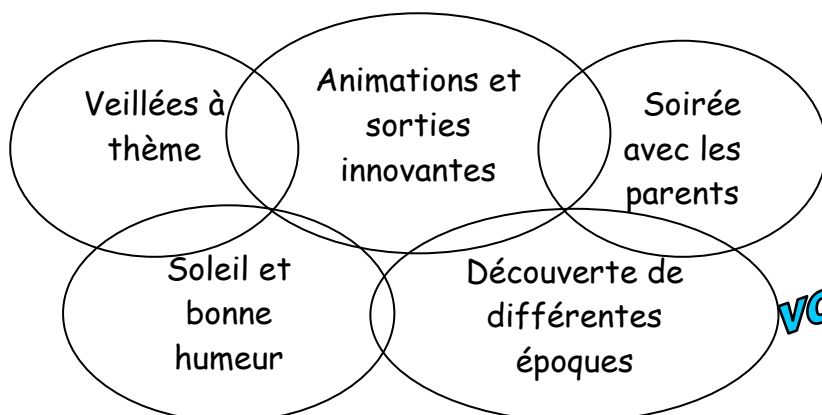 Veillées à
thème
Animations et
sorties
innovantes
Soirée
avec les
parents
Soleil et
bonne
humeur
Découverte de
différentes
époques